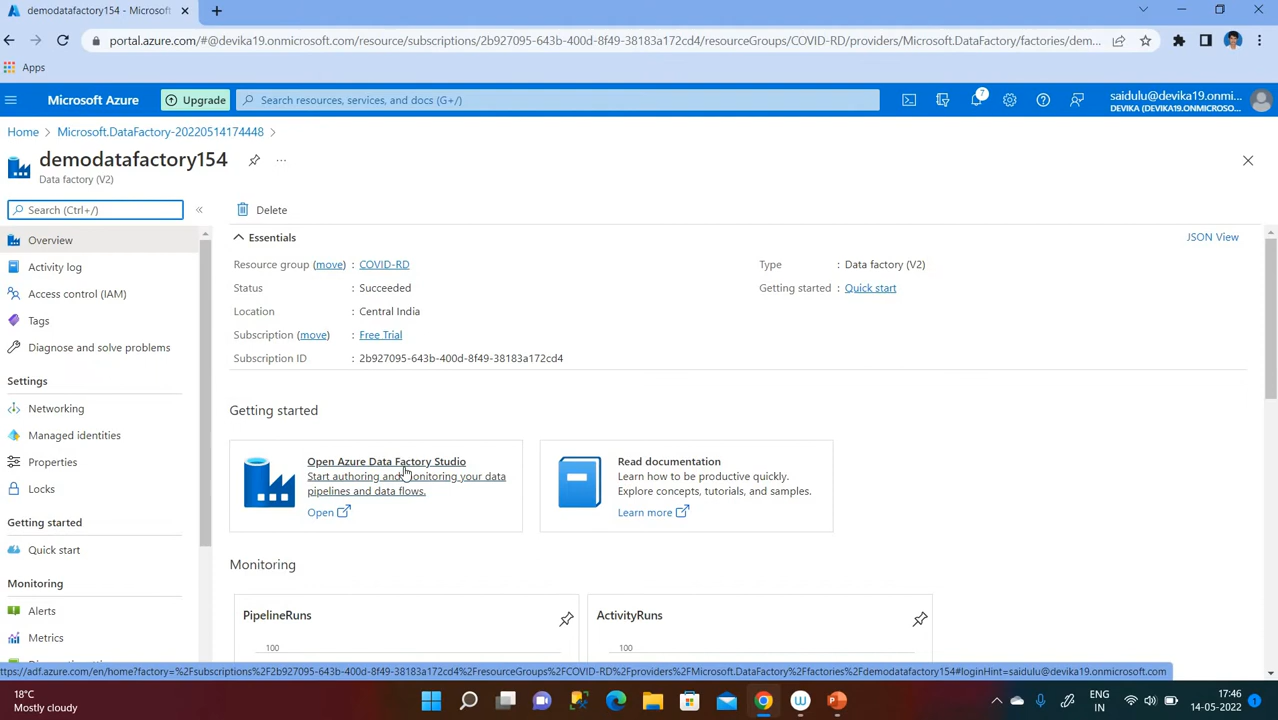 demodatafactory154 - Microsoft
portal.azure.com/#@devika19.onmicrosoft.com/resource/subscriptions/2b927095-643b-400d-8f49-38183a172cd4/resourceGroups/COVID-RD/providers/Microsoft.DataFactory/factories/dem...
Apps
Microsoft Azure
Upgrade
Search resources, services, and docs (G+/)
7
saidulu@devika19.onmi...
DEVIKA (DEVIKA19.ONMICROSO...
Home > Microsoft.DataFactory-20220514174448 >
demodatafactory154
Data factory (V2)
Search (Ctrl+/)
Overview
Activity log
Access control (IAM)
Tags
Diagnose and solve problems
Settings
Networking
Managed identities
Properties
Locks
Getting started
Quick start
Monitoring
Alerts
Metrics
Delete
Essentials
JSON View
Resource group (move) : COVID-RD
Status : Succeeded
Location : Central India
Subscription (move) : Free Trial
Subscription ID : 2b927095-643b-400d-8f49-38183a172cd4
Type : Data factory (V2)
Getting started : Quick start
Getting started
Open Azure Data Factory Studio
Start authoring and monitoring your data
pipelines and data flows.
Open
Read documentation
Learn how to be productive quickly.
Explore concepts, tutorials, and samples.
Learn more
Monitoring
PipelineRuns
100
ActivityRuns
100
ttps://adf.azure.com/en/home?factory=%2Fsubscriptions%2F2b927095-643b-400d-8f49-38183a172cd4%2FresourceGroups%2FCOVID-RD%2Fproviders%2FMicrosoft.DataFactory%2Ffactories%2Fdemodatafactory154#loginHint=saidulu@devika19.onmicrosoft.com
18°C
Mostly cloudy
ENG
IN
17:46
14-05-2022
1